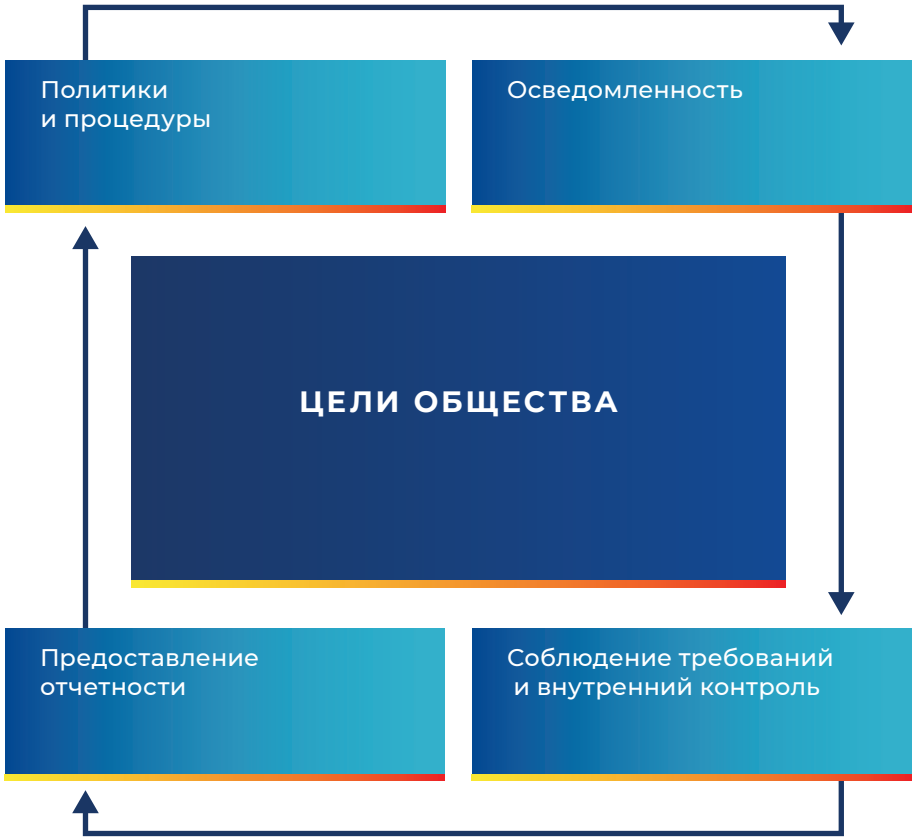 Политики
и процедуры
Осведомленность
ЦЕЛИ ОБЩЕСТВА
Предоставление
отчетности
Соблюдение требований
и внутренний контроль